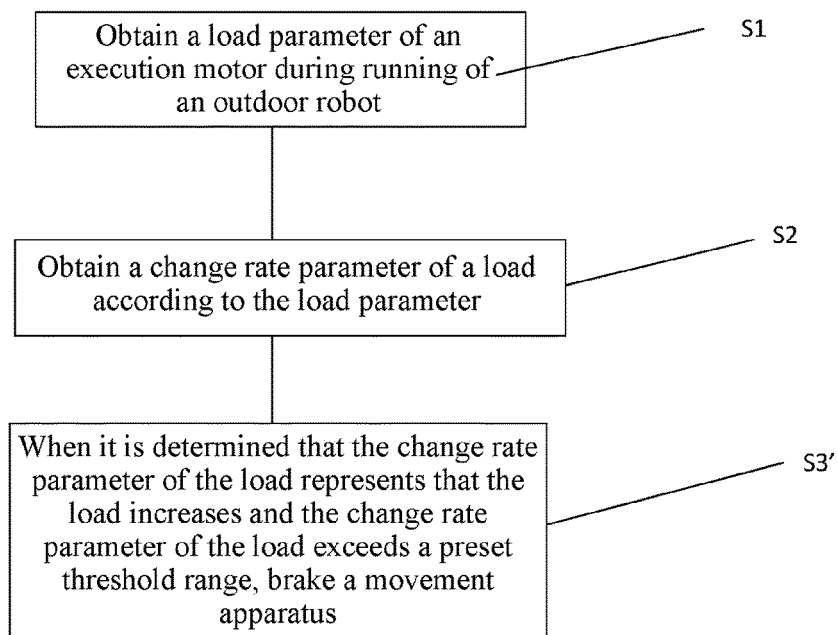 Obtain a load parameter of an
execution motor during running of
an outdoor robot
S1
Obtain a change rate parameter of a load
according to the load parameter
S2
When it is determined that the change rate
parameter of the load represents that the
load increases and the change rate
parameter of the load exceeds a preset
threshold range, brake a movement
apparatus
S3’